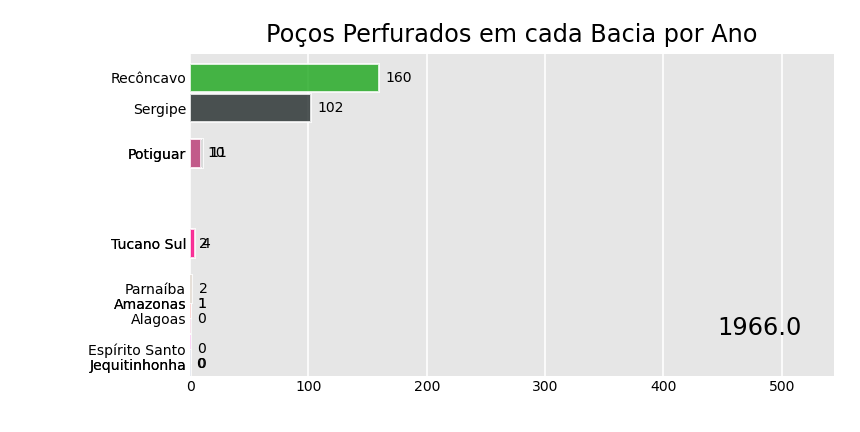 Poços Perfurados em cada Bacia por Ano
Recôncavo 160
Sergipe 102
Potiguar
Tucano Sul
Parnaíba 2
Amazonas 1
Alagoas 0
1966.0
Espírito Santo 0
Jequitinhonha 0
0 100 200 300 400 500